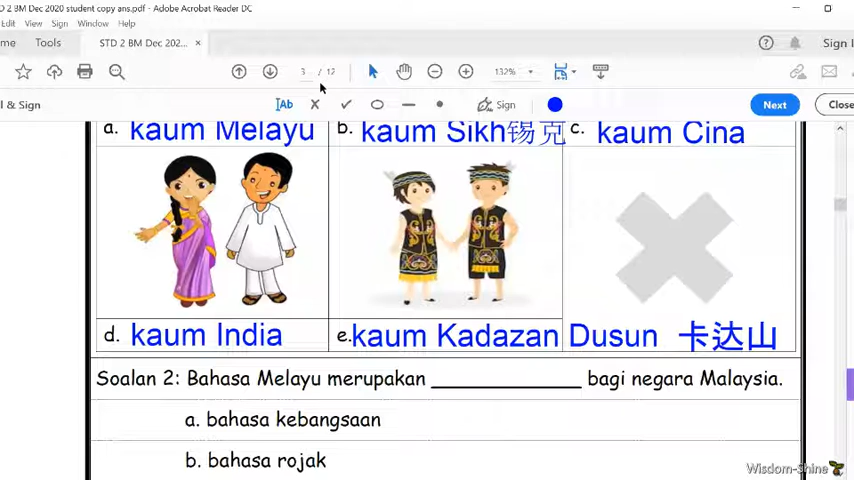 D 2 BM Dec 2020 student copy ans.pdf - Adobe Acrobat Reader DC
Edit View Sign Window Help
me Tools STD 2 BM Dec 202... × Sign I
3 / 12 132%
l & Sign Ab Sign Next Close
a. kaum Melayu b. kaum Sikh锡克 c. kaum Cina
d. kaum India e. kaum Kadazan Dusun 卡达山
Soalan 2: Bahasa Melayu merupakan ______________ bagi negara Malaysia.
a. bahasa kebangsaan
b. bahasa rojak
Wisdom-Shine